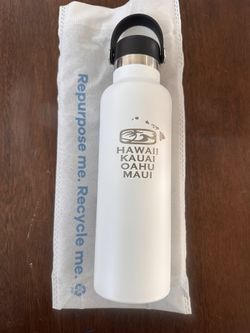 Repurpose me. Recycle me.
HAWAII
KAUAI
OAHU
MAUI